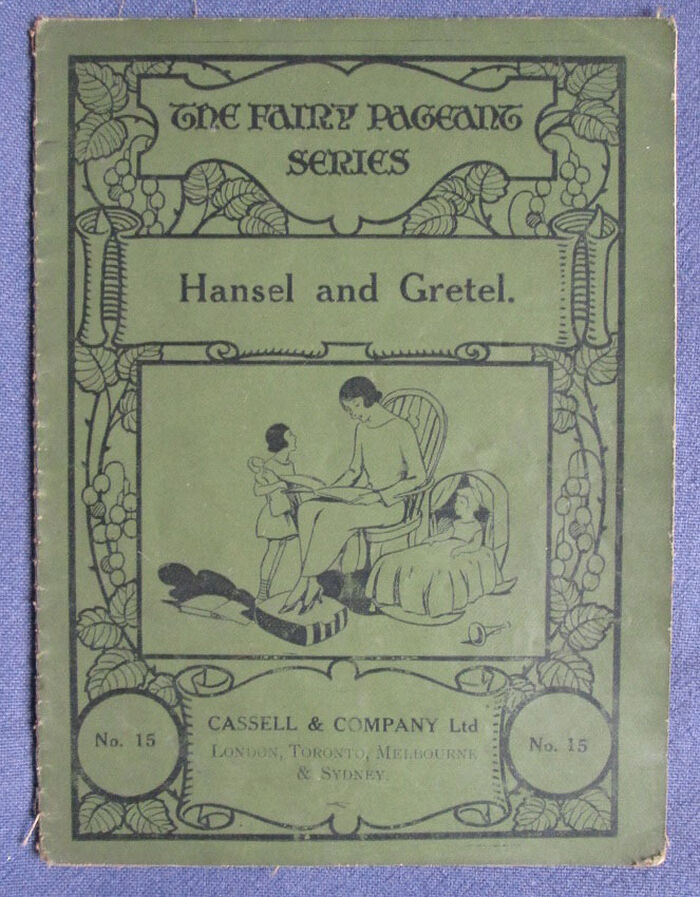 THE FAIRY PAGEANT
SERIES
Hansel and Gretel.
CASSELL & COMPANY Ltd
LONDON, TORONTO, MELBOURNE
& SYDNEY.
No. 15
No. 15